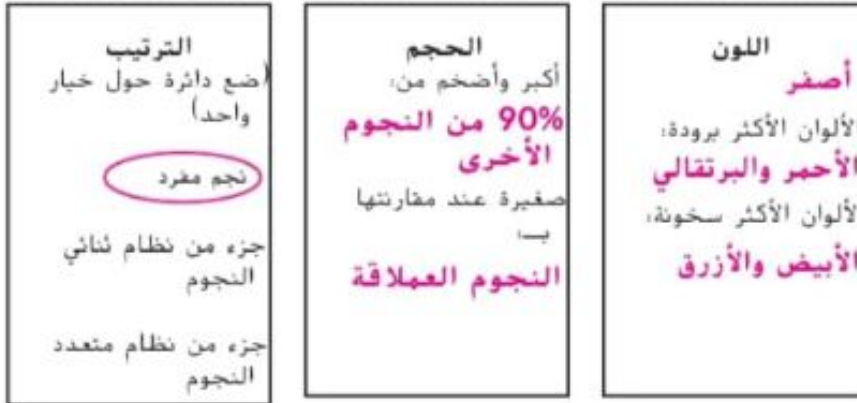 اللون
أصفر
الألوان الأكثر برودة:
الأحمر والبرتقالي
الألوان الأكثر سخونة:
الأبيض والأزرق
الحجم
أكبر وأضخم من:
90% من النجوم
الأخرى
صغيرة عند مقارنتها
بـ:
النجوم العملاقة
الترتيب
(ضع دائرة حول خيار
واحد)
نجم مفرد
جزء من نظام ثنائي
النجوم
جزء من نظام متعدد
النجوم